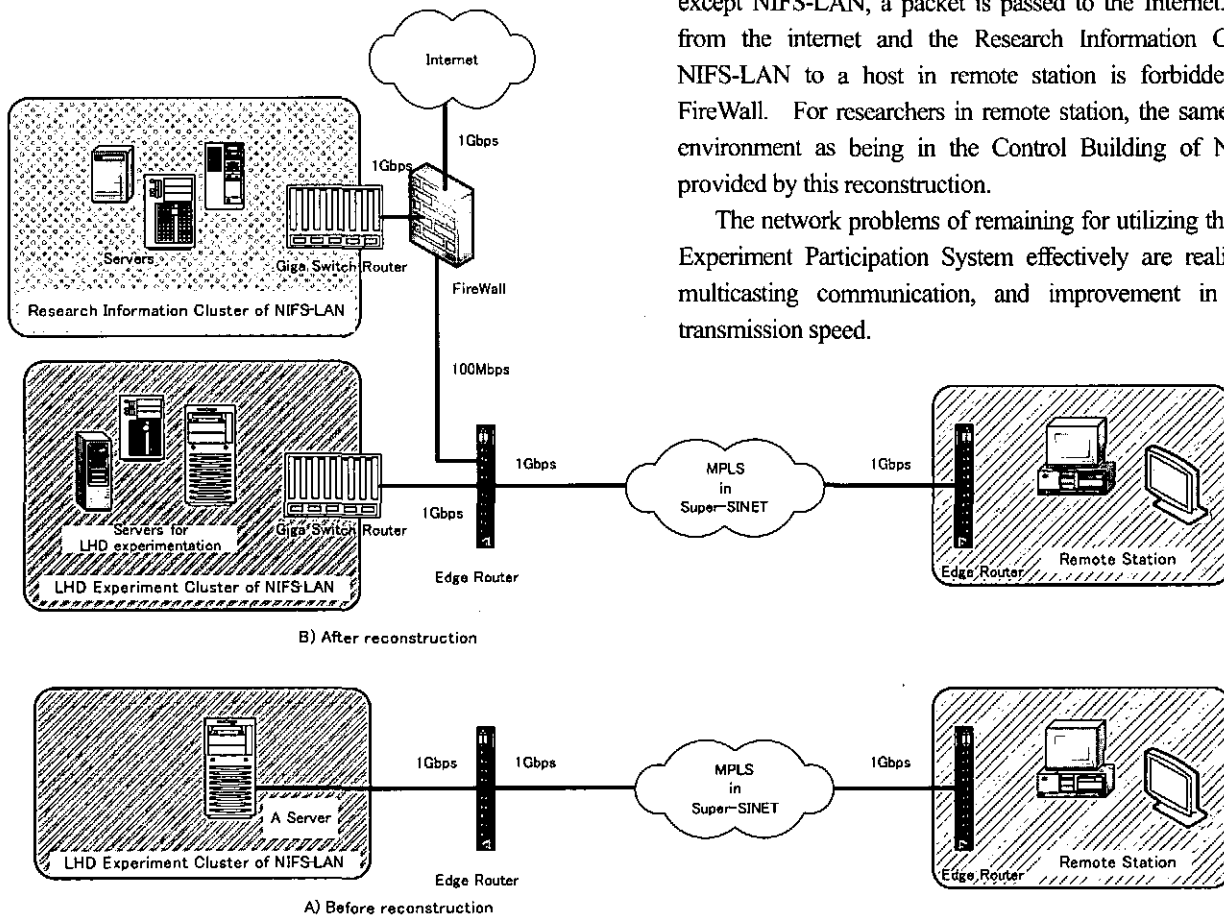 except NIFS-LAN, a packet is passed to the Internet.
from the internet and the Research Information
NIFS-LAN to a host in remote station is
FireWall. For researchers in remote station, the same
environment as being in the Control Building of
provided by this reconstruction.
The network problems of remaining for utilizing
Experiment Participation System effectively are
multicasting communication, and improvement in
transmission speed.
Internet
1Gbps
1Gbps
Servers
Giga Switch Router
FireWall
Research Information Cluster of NIFS-LAN
100Mbps
1Gbps
MPLS
in
Super-SINET
1Gbps
Servers for
LHD experimentation
Giga Switch Router
1Gbps
Edge Router
LHD Experiment Cluster of NIFS-LAN
Edge Router
Remote Station
B) After reconstruction
1Gbps
1Gbps
MPLS
in
Super-SINET
1Gbps
A Server
LHD Experiment Cluster of NIFS-LAN
Edge Router
Edge Router
Remote Station
A) Before reconstruction